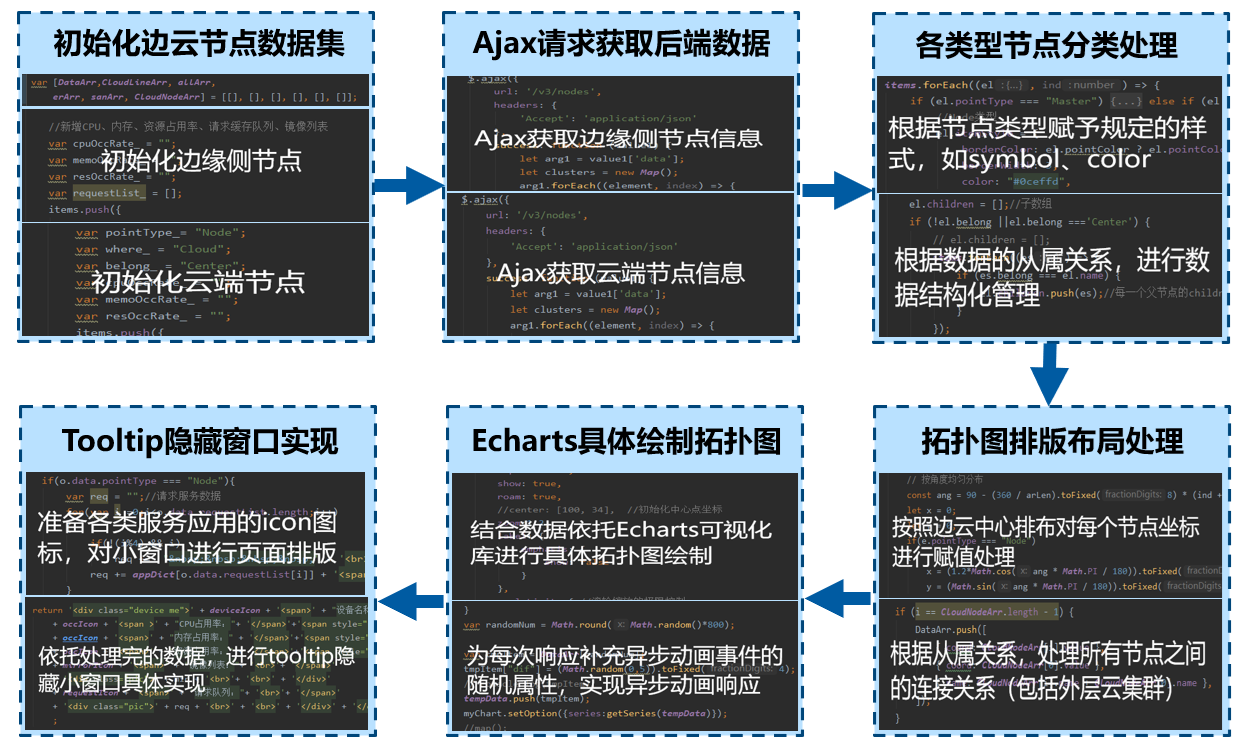 初始化边云节点数据集
var [DataArr,CloudLineArr, allArr,
erArr, sanArr, CloudNodeArr] = [[], [], [], [], [], []];
//新增CPU、内存、资源占用率、请求缓存队列、镜像列表
var cpuOccRate_ = "";
初始化边缘侧节点
var resOccRate_ = "";
var requestList_ = [];
items.push({
var pointType_= "Node";
var where_ = "Cloud";
var belong_ = "Center";
初始化云端节点
var memoOccRate_ = "";
var resOccRate_ = "";
items.push({
Ajax请求获取后端数据
$.ajax({
url: '/v3/nodes',
headers: {
'Accept': 'application/json'
Ajax获取边缘侧节点信息
let arg1 = value1['data'];
let clusters = new Map();
arg1.forEach((element, index) => {
$.ajax({
url: '/v3/nodes',
headers: {
'Accept': 'application/json'
},
Ajax获取云端节点信息
let arg1 = value1['data'];
let clusters = new Map();
arg1.forEach((element, index) => {
各类型节点分类处理
items.forEach((el :{...}, ind :number ) => {
if (el.pointType === "Master") {...} else if (el
根据节点类型赋予规定的样
式，如symbol、color
color: "#0ceffd",
el.children = [];//子数组
if (!el.belong ||el.belong ==='Center') {
// el.children = [];
根据数据的从属关系，进行数
if (es.belong === el.name) {
据结构化管理
.push(es);//每一个父节点的childre
}
});
Tooltip隐藏窗口实现
if(o.data.pointType === "Node"){
var req = "";//请求服务数据
准备各类服务应用的icon图
标，对小窗口进行页面排版
req += appDict[o.data.requestList[i]] + '<span
}
return '<div class="device me">' + deviceIcon + '<span>' + "设备名称
+ occIcon + '<span >' + "CPU占用率：" + '</span>'+'<span style="
+ occIcon + '<span>' + "内存占用率：" + '</span>'+'<span style="
依托处理完的数据，进行tooltip隐
藏小窗口具体实现
+ '<div class="pic">' + req + '<br>' + '<br>' + '</div>' + '</
;
Echarts具体绘制拓扑图
show: true,
roam: true,
//center: [100, 34], //初始化中心点坐标
结合数据依托Echarts可视化
库进行具体拓扑图绘制
}
},
}
var randomNum = Math.round( x: Math.random()*800);
为每次响应补充异步动画事件的
随机属性，实现异步动画响应
tempData.push(tmpItem);
myChart.setOption({series:getSeries(tempData)});
//map();
拓扑图排版布局处理
// 按角度均匀分布
const ang = 90 - (360 / arLen).toFixed( fractionDigits: 8) * (ind +
let x = 0;
按照边云中心排布对每个节点坐标
进行赋值处理
x = (1.2*Math.cos( x: ang * Math.PI / 180)).toFixed( fractionD
y = (Math.sin( x: ang * Math.PI / 180)).toFixed( fractionDigits
if (i == CloudNodeArr.length - 1) {
DataArr.push([
根据从属关系，处理所有节点之间
的连接关系（包括外层云集群）
]);
}